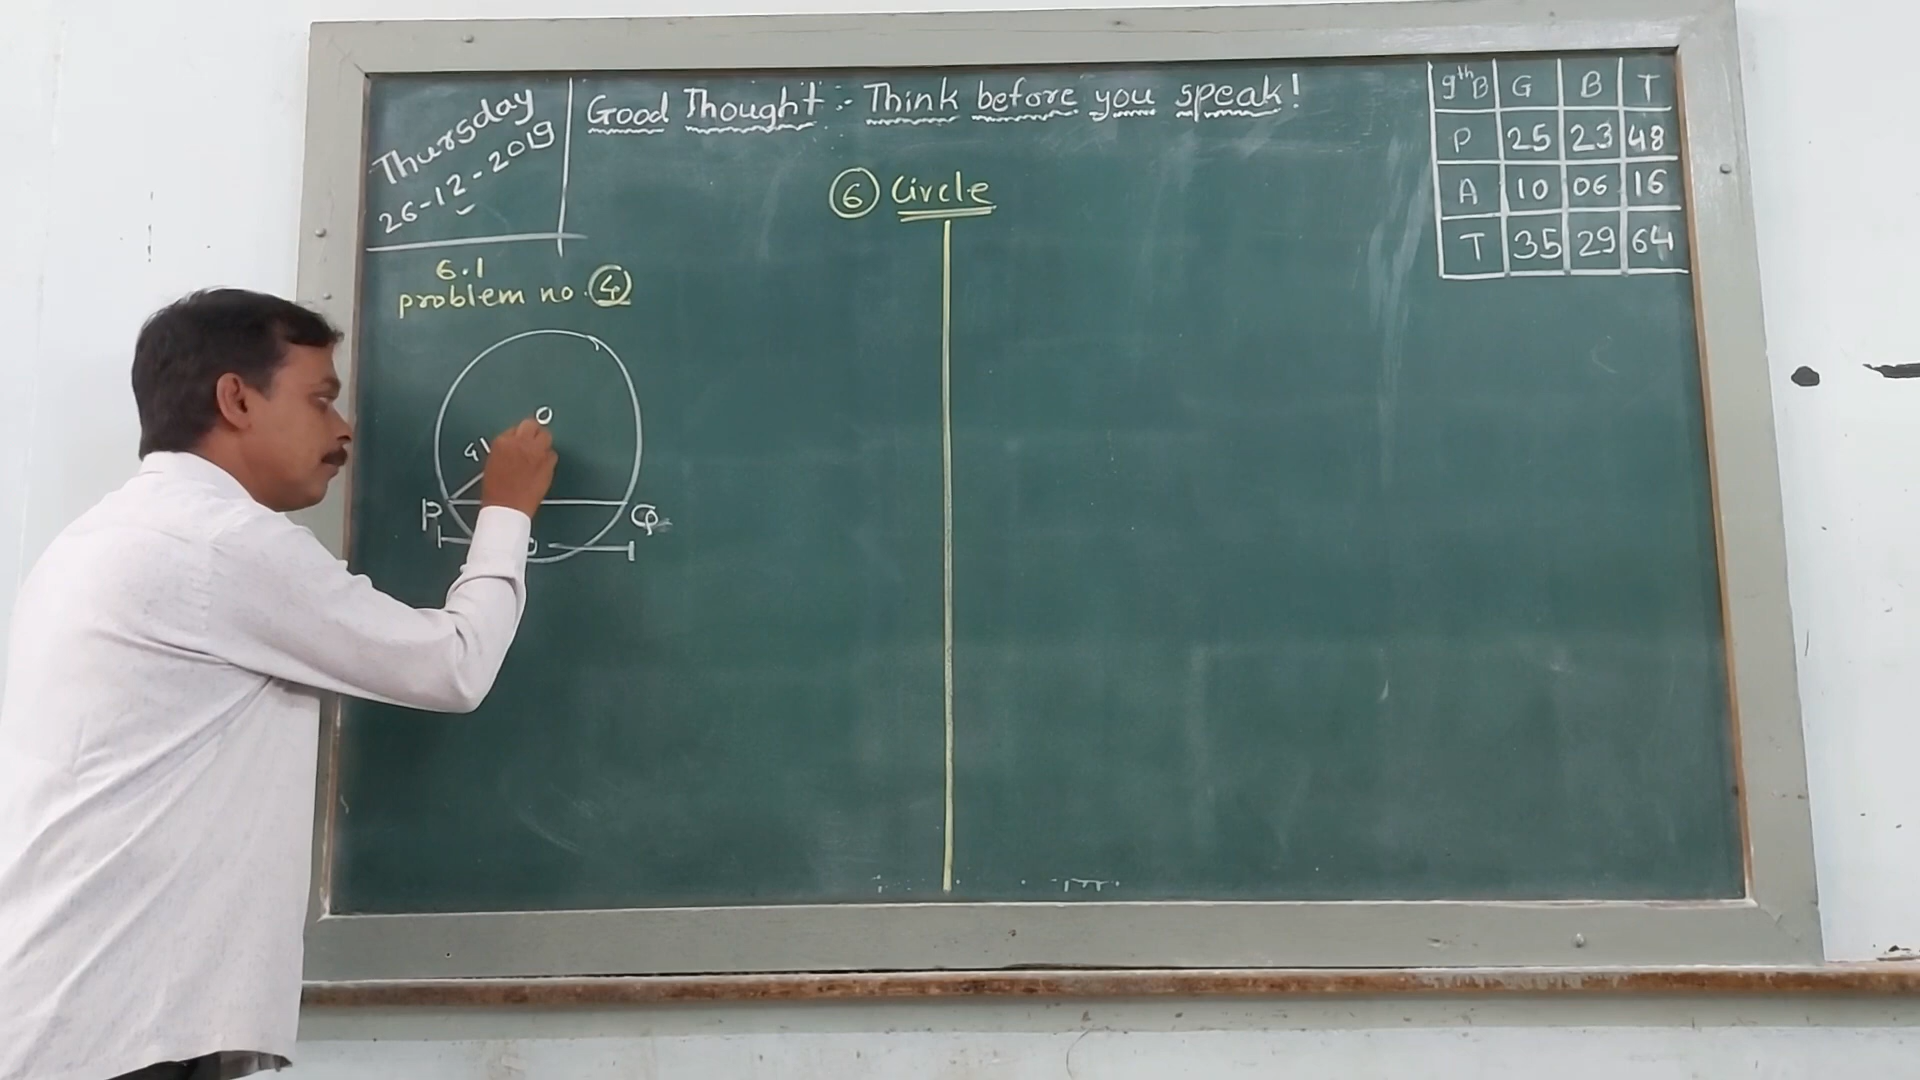 Thursday
26-12-2019
Good Thought :- Think before you speak!
9th B G B T
P 25 23 48
A 10 06 16
T 35 29 64
6 Circle
6.1
problem no. 4
O
41
P Q